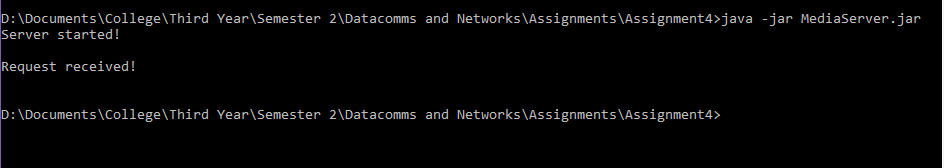 D:\Documents\College\Third Year\Semester 2\Datacomms and Networks\Assignments\Assignment4>java -jar MediaServer.jar
Server started!
Request received!
D:\Documents\College\Third Year\Semester 2\Datacomms and Networks\Assignments\Assignment4>